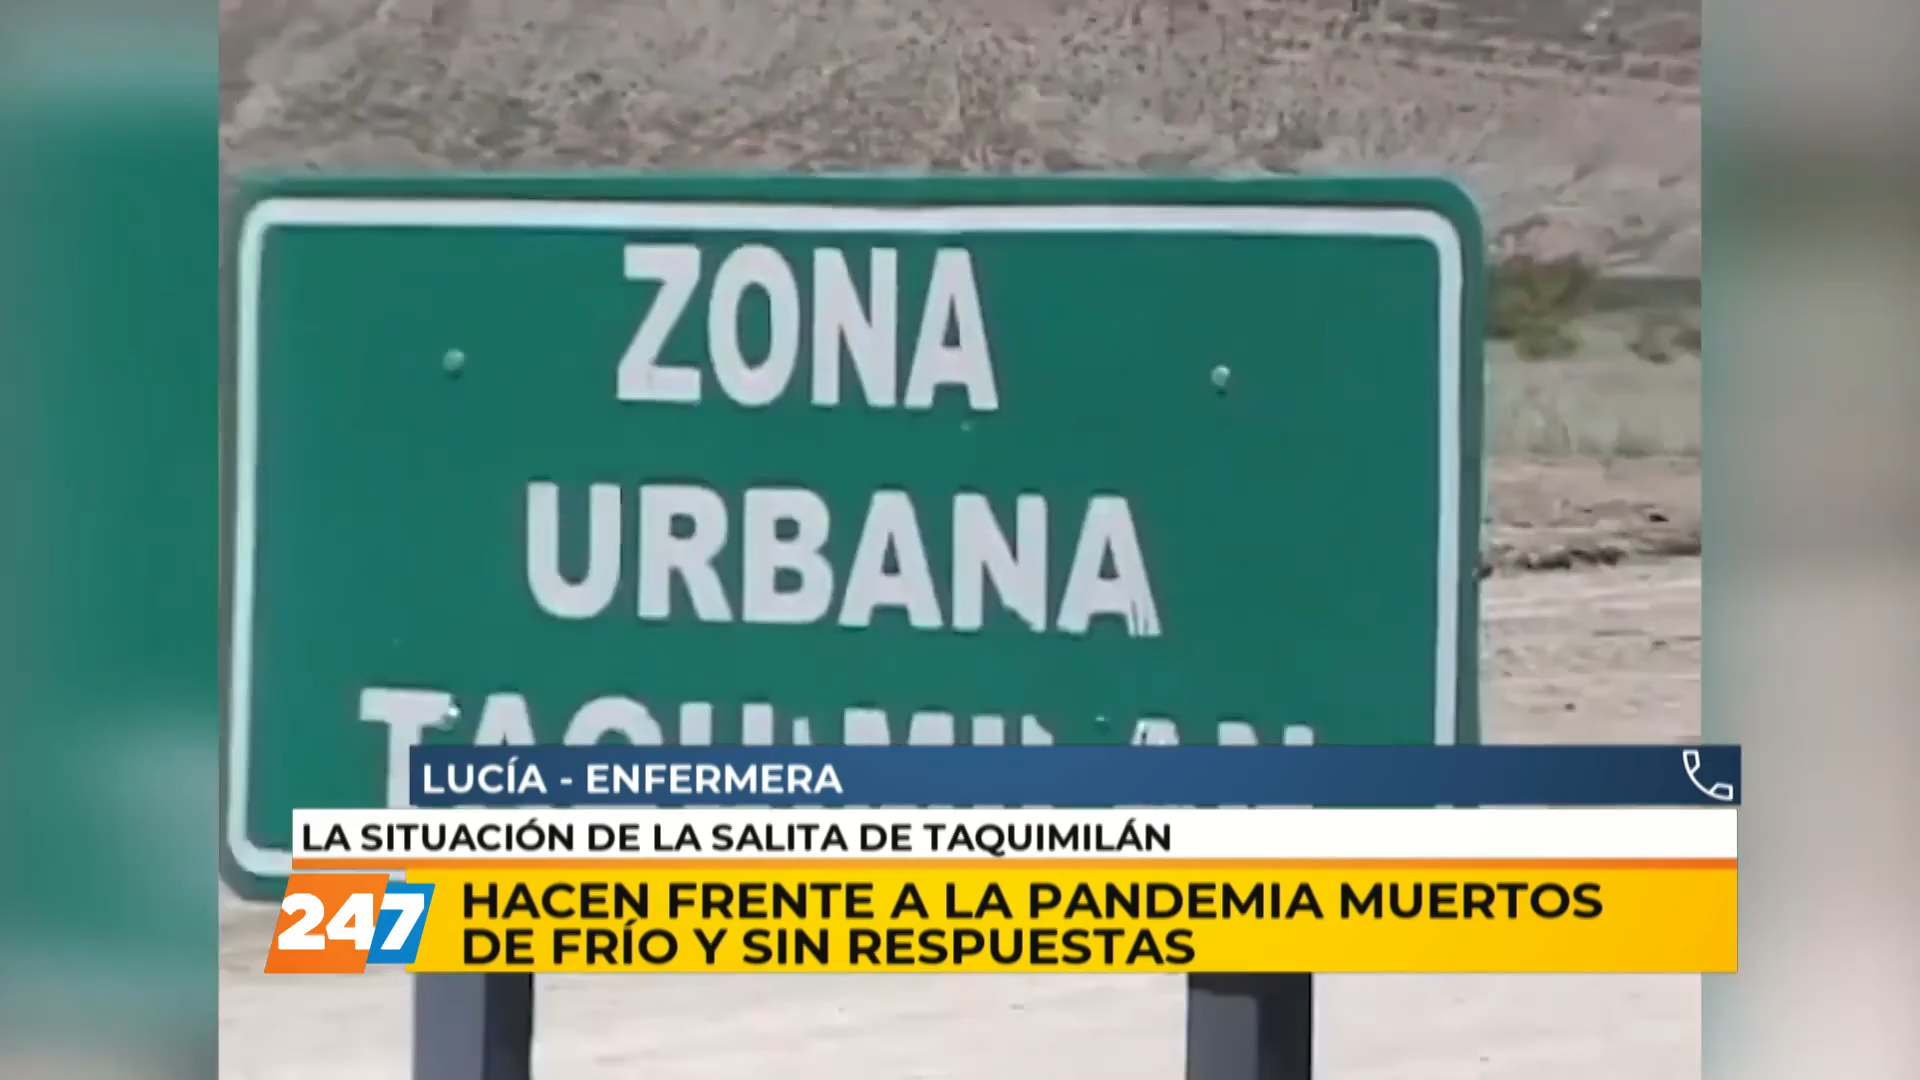 ZONA
URBANA
TAQUIMILAN
LUCÍA - ENFERMERA
LA SITUACIÓN DE LA SALITA DE TAQUIMILÁN
247
HACEN FRENTE A LA PANDEMIA MUERTOS
DE FRÍO Y SIN RESPUESTAS